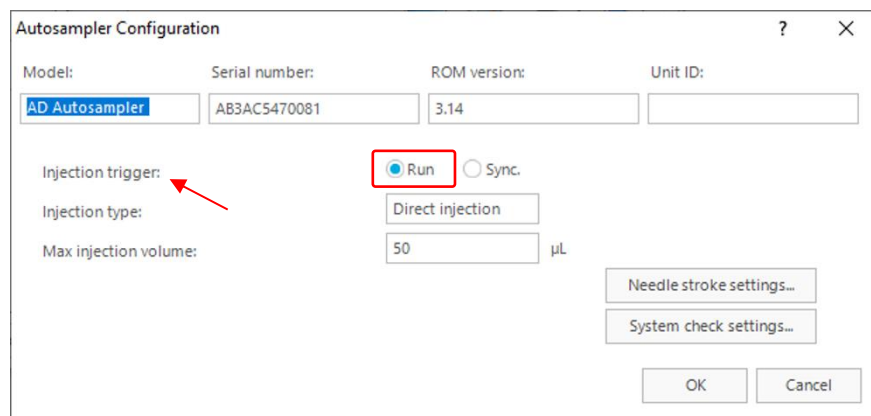 Autosampler Configuration ? ×
Model: Serial number: ROM version: Unit ID:
AD Autosampler AB3AC5470081 3.14
Injection trigger: Run Sync.
Injection type: Direct injection
Max injection volume: 50 µL
Needle stroke settings...
System check settings...
OK Cancel